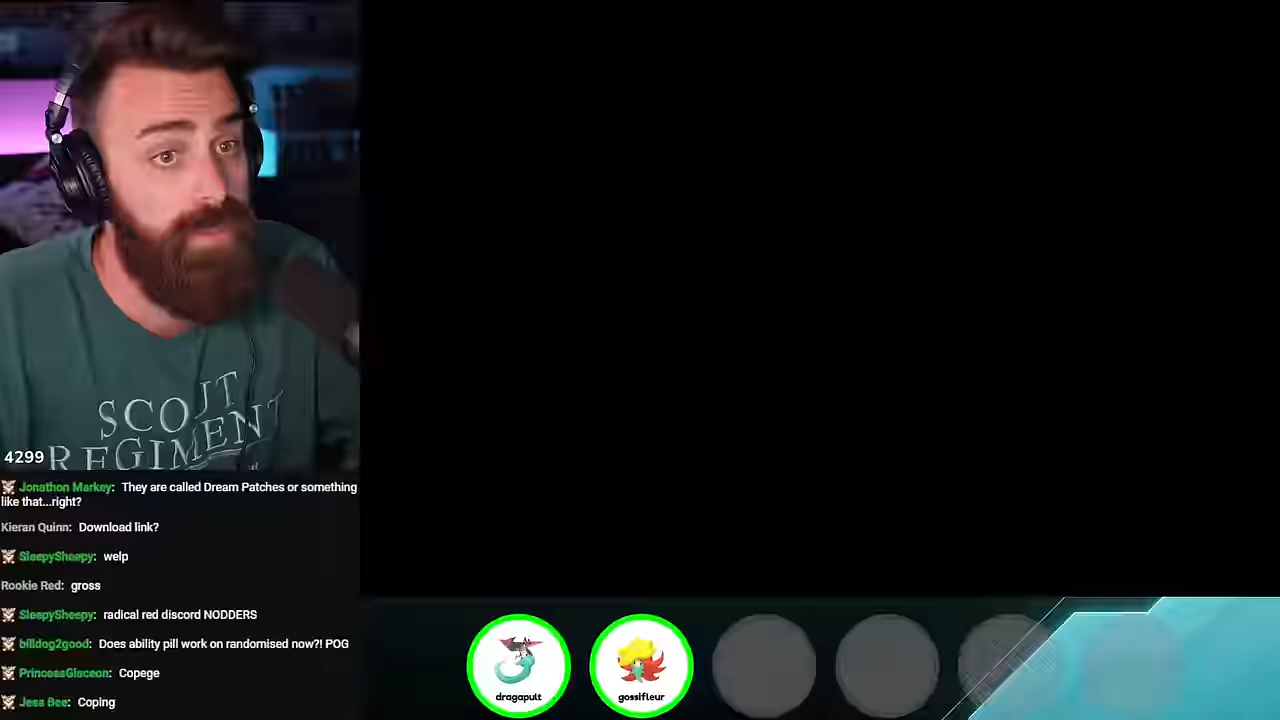 SCOUT
REGIMENT
4299
Jonathon Markey: They are called Dream Patches or something
like that...right?
Kieran Quinn: Download link?
SleepySheepy: welp
Rookie Red: gross
SleepySheepy: radical red discord NODDERS
billdog2good: Does ability pill work on randomised now?! POG
PrincessGlaceon: Copege
Jess Bee: Coping
dragapult
gossifleur